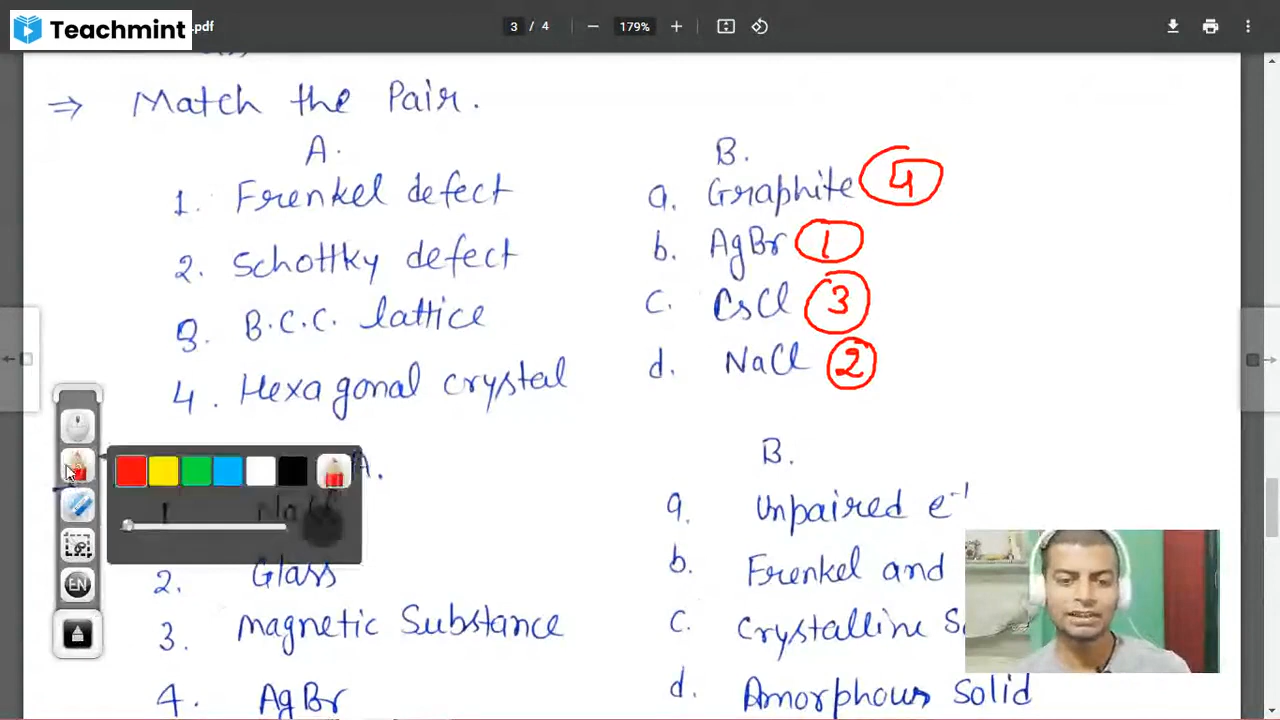 Teachmint
.pdf
3 / 4
179%
⇒ Match the Pair.
A.
B.
1. Frenkel defect
a. Graphite 4
2. Schottky defect
b. AgBr 1
3. B.C.C. lattice
c. CsCl 3
4. Hexagonal crystal
d. NaCl 2
A.
B.
a. Unpaired e⁻¹
2. Glass
b. Frenkel and
3. Magnetic Substance
c. Crystalline
4. AgBr
d. Amorphous Solid
EN